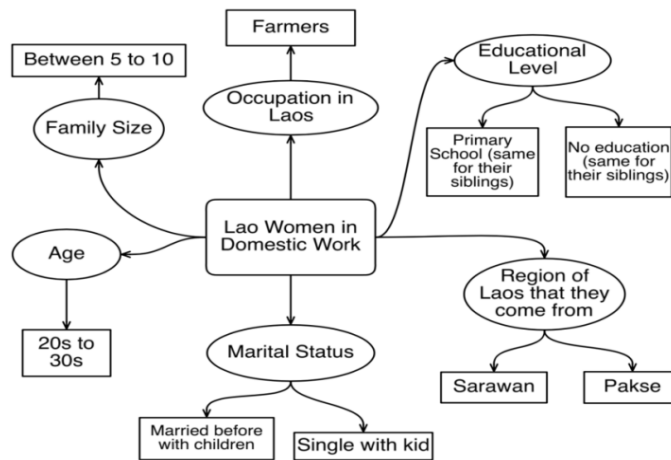 Farmers
Educational
Level
Between 5 to 10
Occupation in
Laos
Family Size
Primary
School (same
for their
siblings)
No education
(same for
their siblings)
Lao Women in
Domestic Work
Age
Region of
Laos that they
come from
20s to
30s
Marital Status
Sarawan
Pakse
Married before
with children
Single with kid